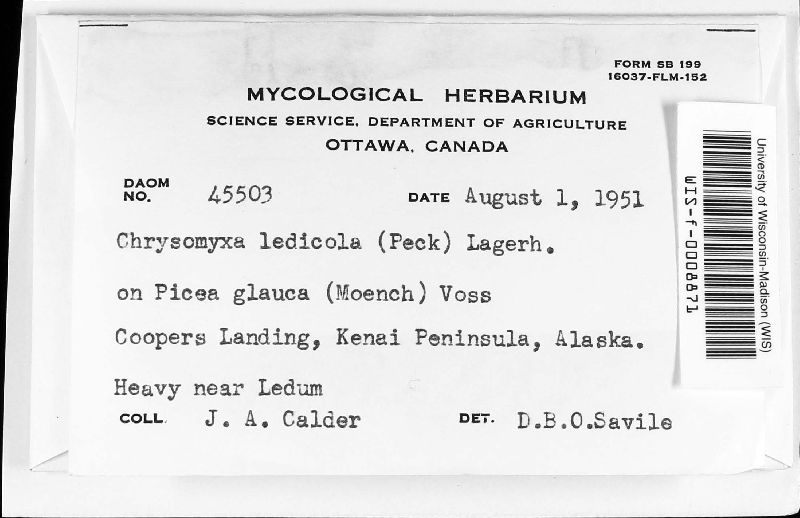 FORM SB 199
16037-FLM-152
MYCOLOGICAL HERBARIUM
SCIENCE SERVICE, DEPARTMENT OF AGRICULTURE
OTTAWA, CANADA
DAOM NO. 45503 DATE August 1, 1951
Chrysomyxa ledicola (Peck) Lagerh.
on Picea glauca (Moench) Voss
Coopers Landing, Kenai Peninsula, Alaska.
Heavy near Ledum
COLL. J. A. Calder DET. D.B.O.Savile
University of Wisconsin-Madison (WIS)
WIS-f-0008871